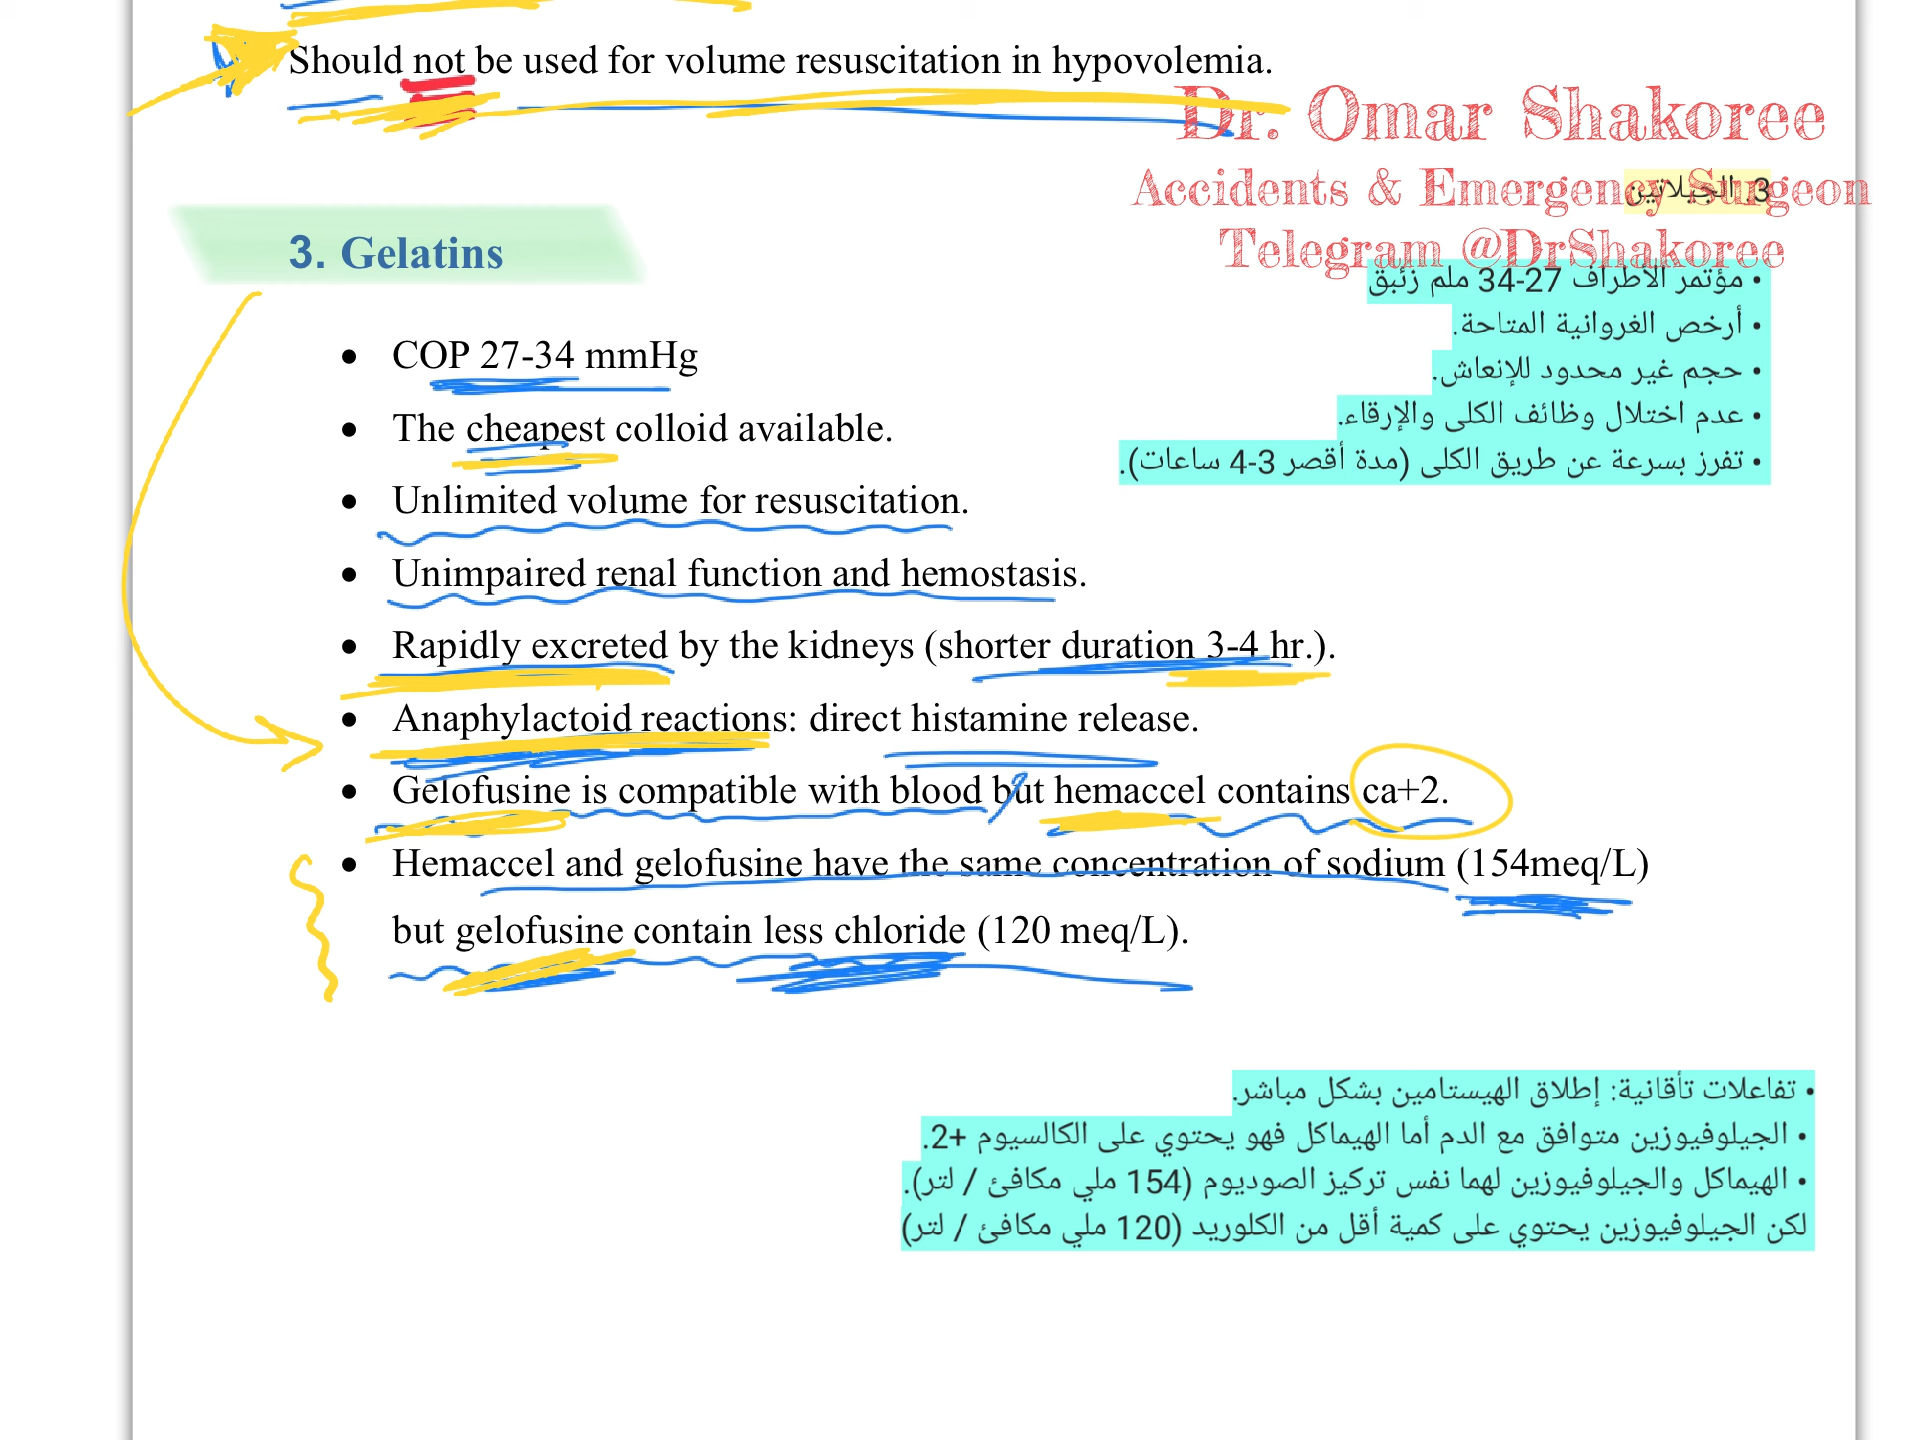 Should not be used for volume resuscitation in hypovolemia.
Dr. Omar Shakoree
Accidents & Emergency Surgeon
Telegram @DrShakoree
3. الجيلاتين
3. Gelatins
• مؤتمر الأطراف 27-34 ملم زئبق
• أرخص الغروانية المتاحة.
• حجم غير محدود للإنعاش.
• عدم اختلال وظائف الكلى والإرقاء.
• تفرز بسرعة عن طريق الكلى (مدة أقصر 3-4 ساعات).
• COP 27-34 mmHg
• The cheapest colloid available.
• Unlimited volume for resuscitation.
• Unimpaired renal function and hemostasis.
• Rapidly excreted by the kidneys (shorter duration 3-4 hr.).
• Anaphylactoid reactions: direct histamine release.
• Gelofusine is compatible with blood but hemaccel contains ca+2.
• Hemaccel and gelofusine have the same concentration of sodium (154meq/L)
but gelofusine contain less chloride (120 meq/L).
• تفاعلات تأقانية: إطلاق الهيستامين بشكل مباشر.
• الجيلوفيوزين متوافق مع الدم أما الهيماكل فهو يحتوي على الكالسيوم +2.
• الهيماكل والجيلوفيوزين لهما نفس تركيز الصوديوم (154 ملي مكافئ / لتر).
لكن الجيلوفيوزين يحتوي على كمية أقل من الكلوريد (120 ملي مكافئ / لتر)